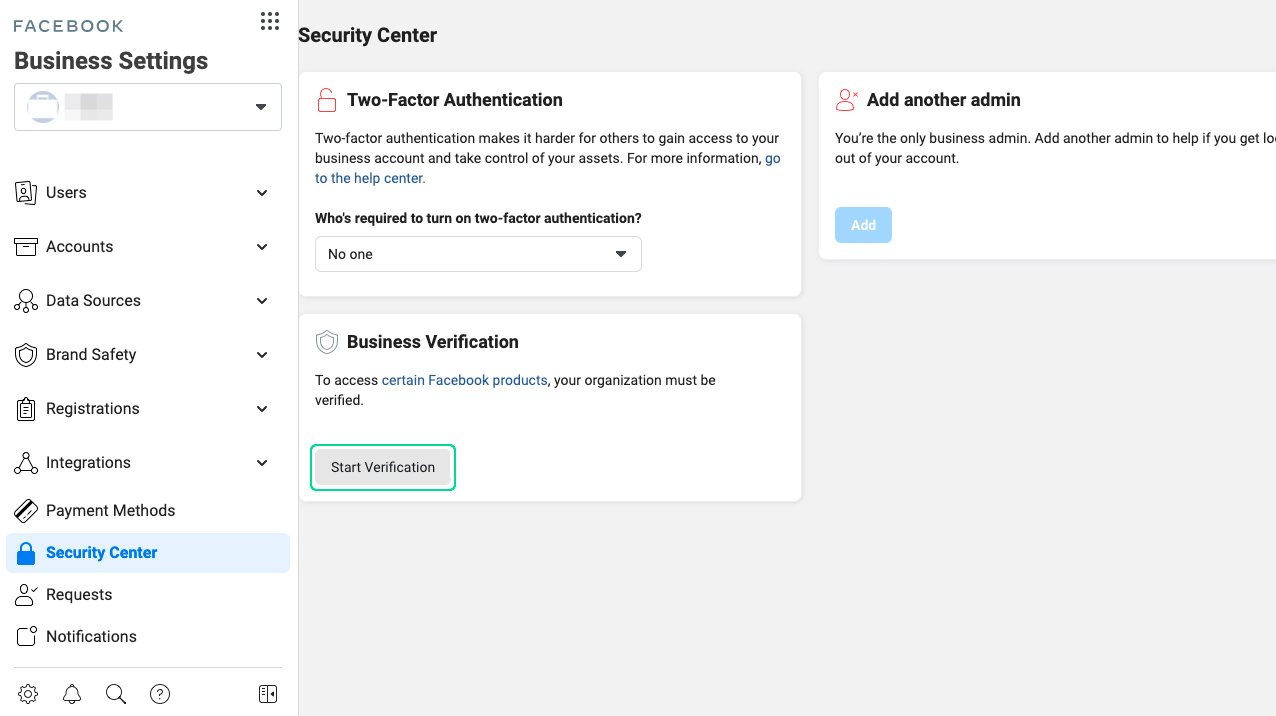 FACEBOOK
Business Settings
Users
Accounts
Data Sources
Brand Safety
Registrations
Integrations
Payment Methods
Security Center
Requests
Notifications
Security Center
Two-Factor Authentication
Two-factor authentication makes it harder for others to gain access to your
business account and take control of your assets. For more information, go
to the help center.
Who's required to turn on two-factor authentication?
No one
Business Verification
To access certain Facebook products, your organization must be
verified.
Start Verification
Add another admin
You're the only business admin. Add another admin to help if you get lo
out of your account.
Add